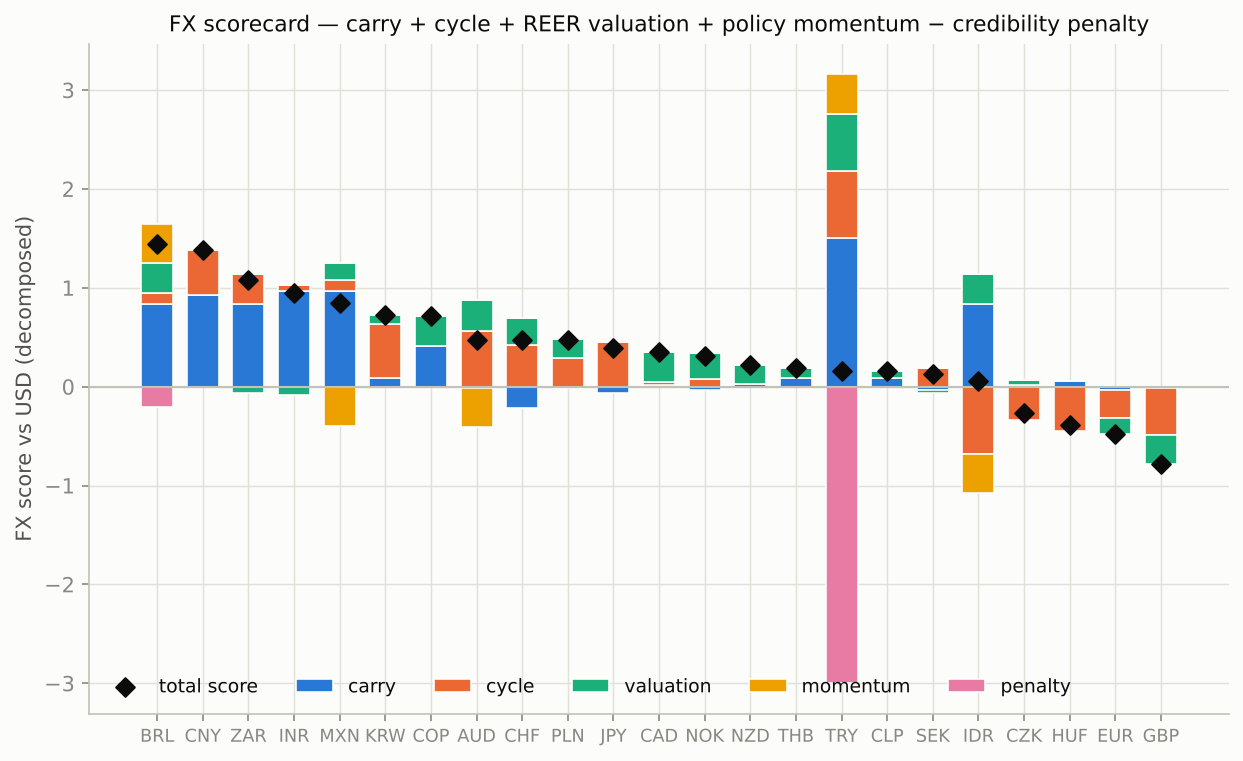 FX scorecard — carry + cycle + REER valuation + policy momentum − credibility penalty
FX score vs USD (decomposed)
3
2
1
0
−1
−2
−3
total score carry cycle valuation momentum penalty
BRL CNY ZAR INR MXN KRW COP AUD CHF PLN JPY CAD NOK NZD THB TRY CLP SEK IDR CZK HUF EUR GBP